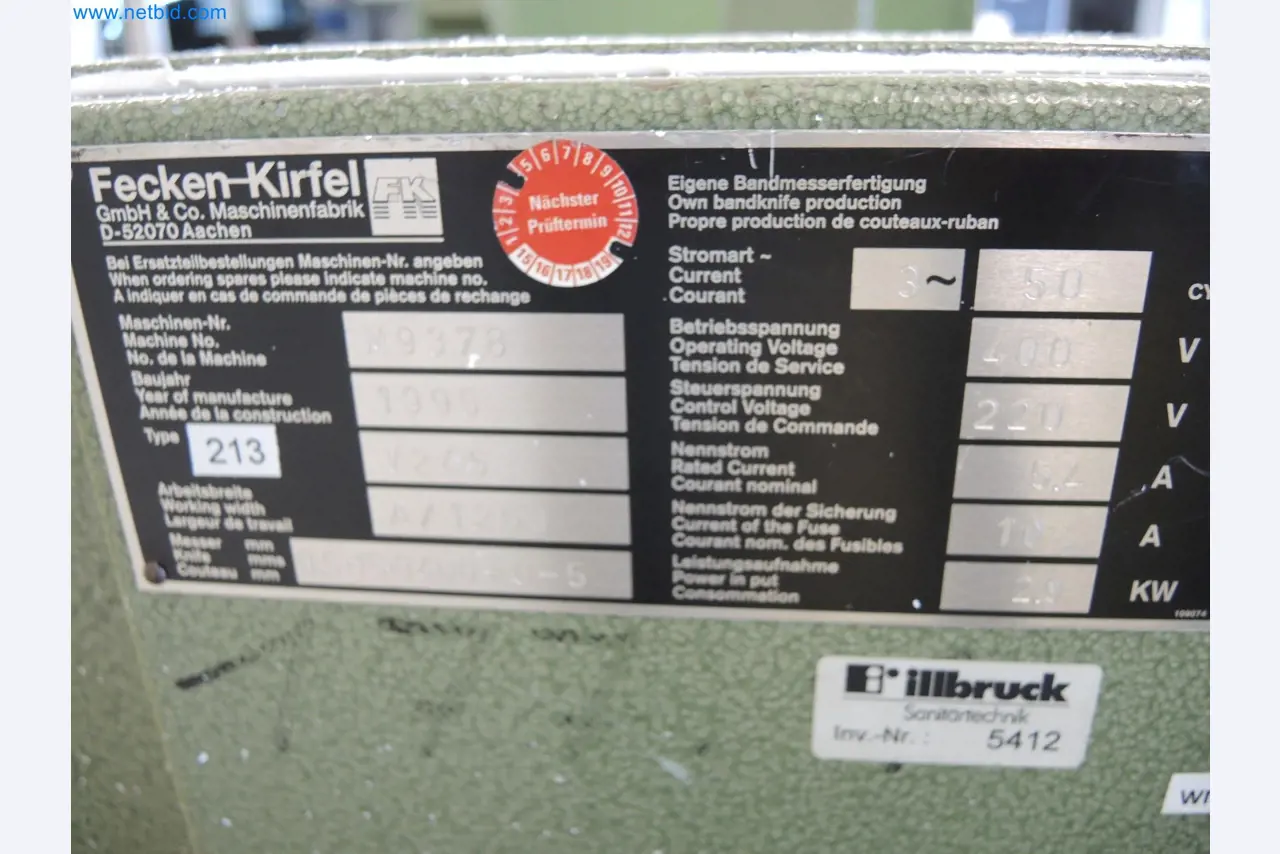 www.netbid.com
Fecken-Kirfel
FK
GmbH & Co. Maschinenfabrik
D-52070 Aachen
Bei Ersatzteilbestellungen Maschinen-Nr. angeben
When ordering spares please indicate machine no.
A indiquer en cas de commande de pièces de rechange
Maschinen-Nr.
Machine No.
No. de la Machine
Baujahr
Year of manufacture
Année de la construction
Type
213
Arbeitsbreite
Working width
Largeur de travail
Messer mm
Knife mms
Couteau mm
1 2 3 5 6 7 8 9 10 11 12
Nächster
Prüftermin
15 16 17 18 19
Eigene Bandmesserfertigung
Own bandknife production
Propre production de couteaux-ruban
Stromart ~
Current
Courant
3 ~ 50
Betriebsspannung
Operating Voltage
Tension de Service
400 V
Steuerspannung
Control Voltage
Tension de Commande
220 V
Nennstrom
Rated Current
Courant nominal
A
Nennstrom der Sicherung
Current of the Fuse
Courant nom. des Fusibles
A
Leistungsaufnahme
Power in put
Consommation
KW
109074
illbruck
Sanitärtechnik
Inv.-Nr. : 5412